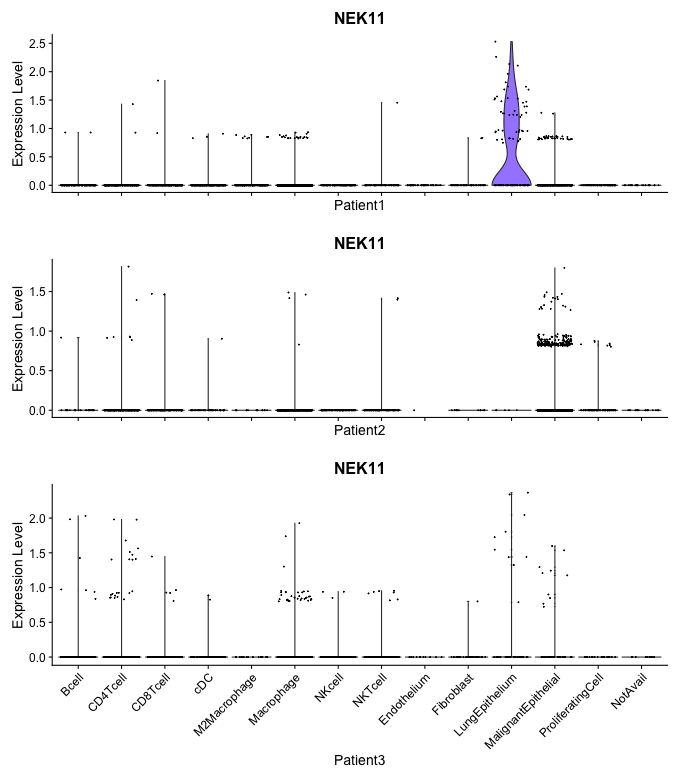 NEK11
Expression Level
2.5
2.0
1.5
1.0
0.5
0.0
Patient1
NEK11
Expression Level
1.5
1.0
0.5
0.0
Patient2
NEK11
Expression Level
2.0
1.5
1.0
0.5
0.0
Bcell
CD4Tcell
CD8Tcell
cDC
M2Macrophage
Macrophage
NKcell
NKTcell
Endothelium
Fibroblast
LungEpithelium
MalignantEpithelial
ProliferatingCell
NotAvail
Patient3